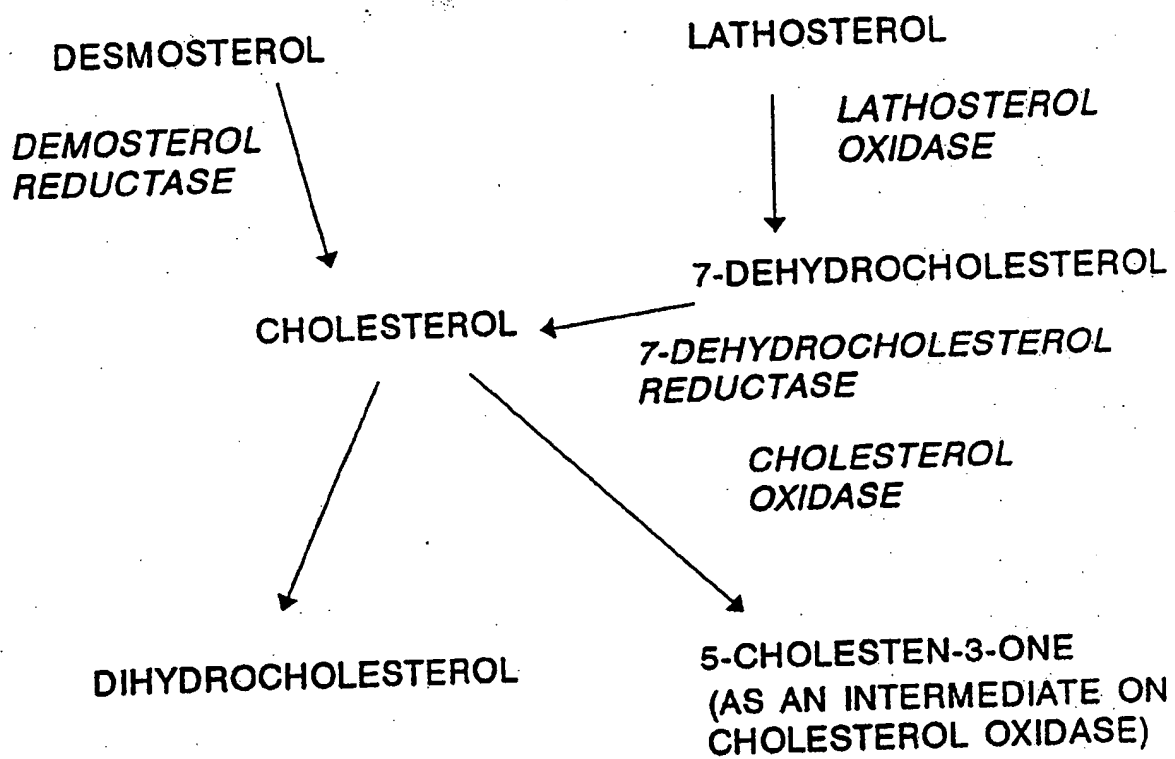 DESMOSTEROL
LATHOSTEROL
DEMOSTEROL
REDUCTASE
LATHOSTEROL
OXIDASE
7-DEHYDROCHOLESTEROL
CHOLESTEROL
7-DEHYDROCHOLESTEROL
REDUCTASE
CHOLESTEROL
OXIDASE
DIHYDROCHOLESTEROL
5-CHOLESTEN-3-ONE
(AS AN INTERMEDIATE ON
CHOLESTEROL OXIDASE)